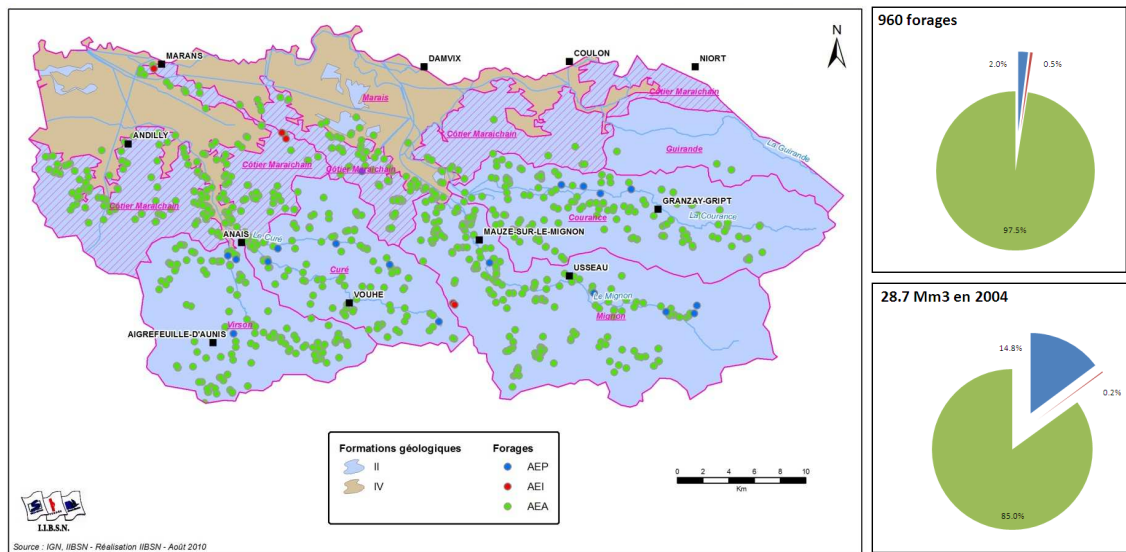 960 forages
2.0%
0.5%
97.5%
28.7 Mm3 en 2004
14.8%
0.2%
85.0%
N
MARANS
DAMVIX
COULON
NIORT
Côtier Maraichain
Marais
Côtier Maraichain
ANDILLY
Guirande
La Guirande
Côtier Maraichain
Côtier Maraichain
Côtier Maraichain
GRANZAY-GRIPT
Courance
La Courance
ANAIS
Le Curé
MAUZE-SUR-LE-MIGNON
Curé
USSEAU
VOUHE
Le Mignon
Mignon
Virson
AIGREFEUILLE-D'AUNIS
Formations géologiques
II
IV
Forages
AEP
AEI
AEA
0 2 4 6 8 10
Km
I.I.B.S.N.
Source : IGN, IIBSN - Réalisation IIBSN - Août 2010